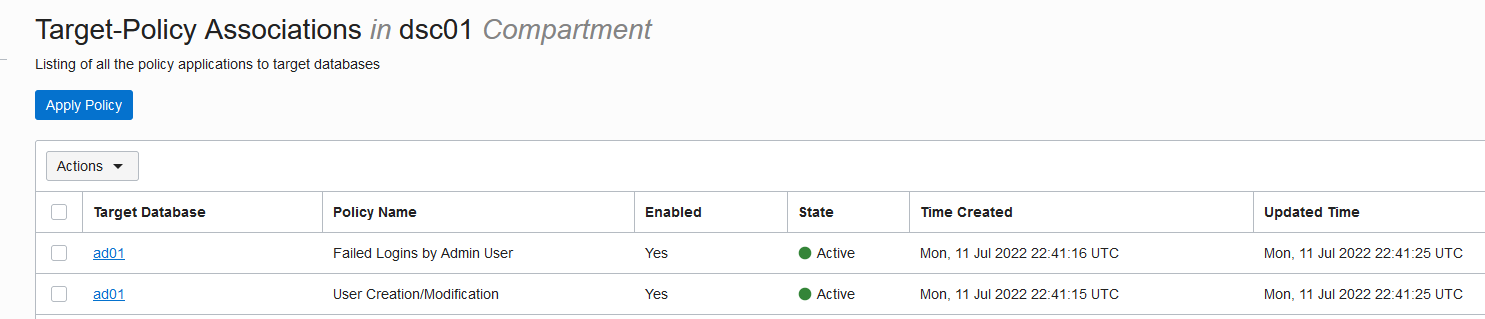 Target-Policy Associations in dsc01 Compartment
Listing of all the policy applications to target databases
Apply Policy
Actions
Target Database Policy Name Enabled State Time Created Updated Time
ad01 Failed Logins by Admin User Yes Active Mon, 11 Jul 2022 22:41:16 UTC Mon, 11 Jul 2022 22:41:25 UTC
ad01 User Creation/Modification Yes Active Mon, 11 Jul 2022 22:41:15 UTC Mon, 11 Jul 2022 22:41:25 UTC